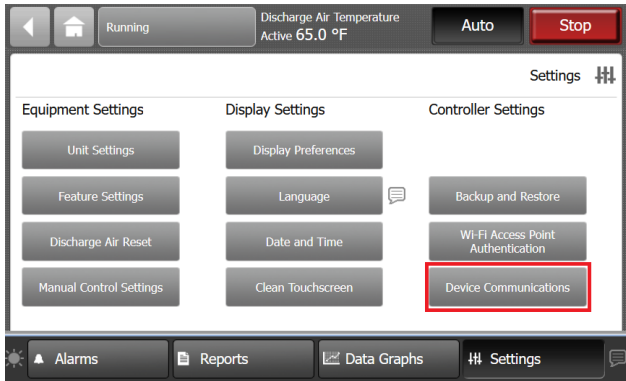 Running
Discharge Air Temperature
Active 65.0 °F
Auto
Stop
Settings
Equipment Settings
Unit Settings
Feature Settings
Discharge Air Reset
Manual Control Settings
Display Settings
Display Preferences
Language
Date and Time
Clean Touchscreen
Controller Settings
Backup and Restore
Wi-Fi Access Point
Authentication
Device Communications
Alarms
Reports
Data Graphs
Settings